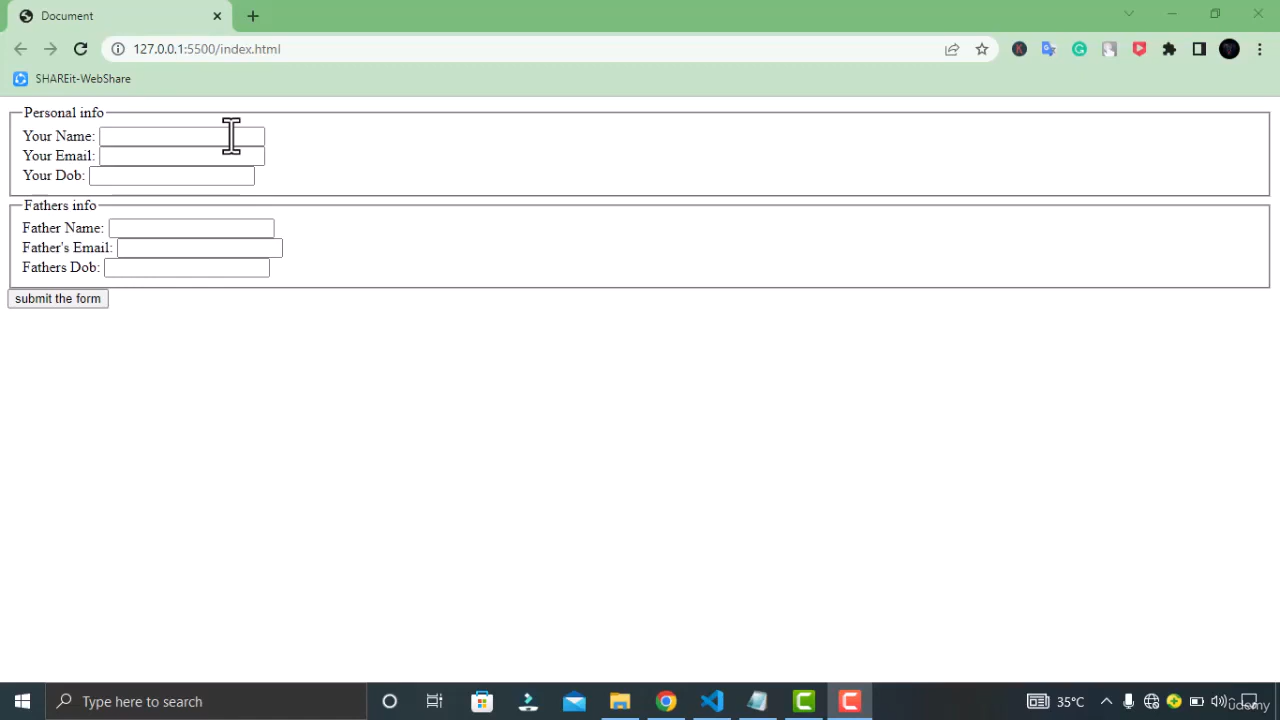 Document
127.0.0.1:5500/index.html
SHAREit-WebShare
Personal info
Your Name:
Your Email:
Your Dob:
Fathers info
Father Name:
Father's Email:
Fathers Dob:
submit the form
Type here to search
35°C
ûdemy